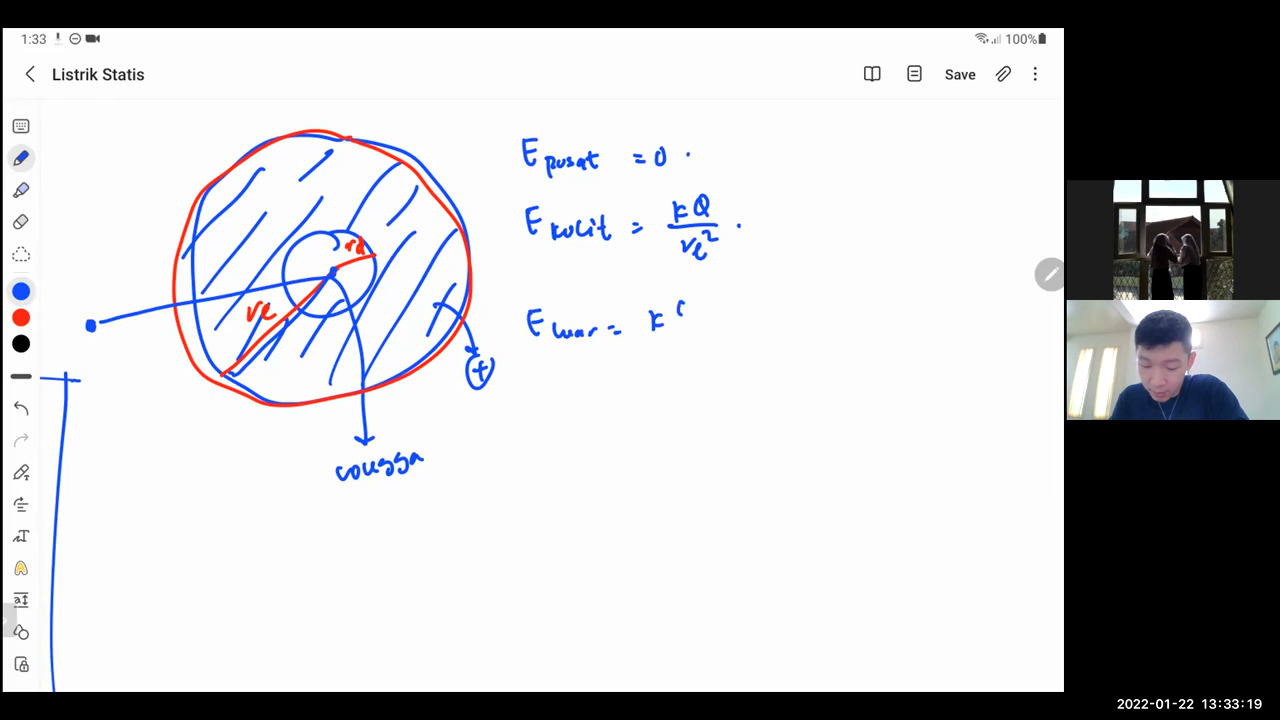 1:33
100%
Listrik Statis
Save
E pusat = 0 .
E kulit = kQ / rl² .
rd
rl
E luar = k
+
rongga
2022-01-22 13:33:19